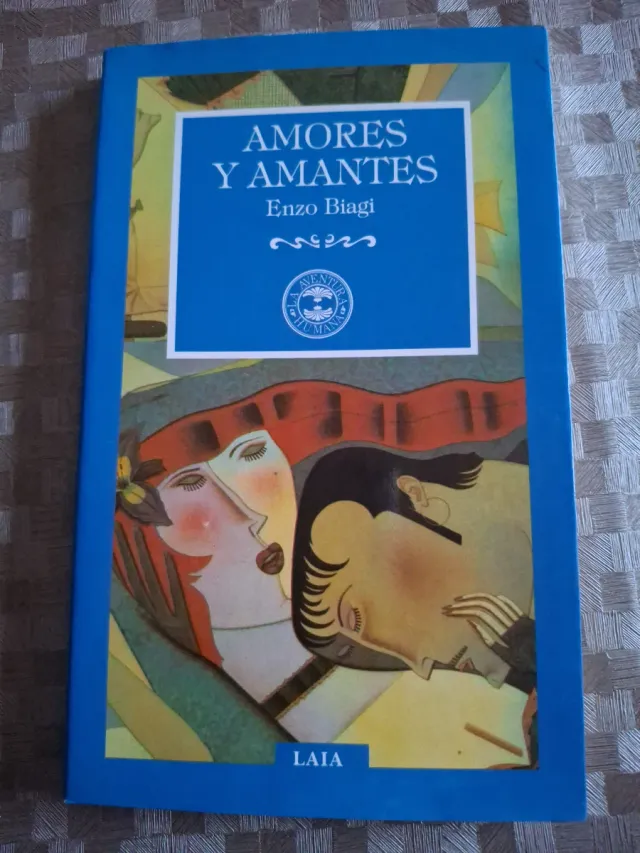 AMORES
Y AMANTES
Enzo Biagi
LA AVENTURA
HUMANA
LAIA